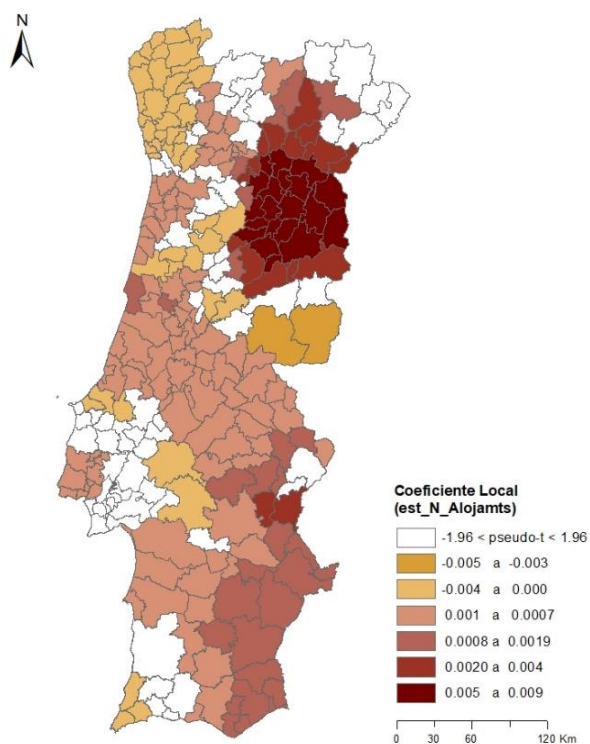 N
Coeficiente Local
(est_N_Alojamts)
-1.96 < pseudo-t < 1.96
-0.005 a -0.003
-0.004 a 0.000
0.001 a 0.0007
0.0008 a 0.0019
0.0020 a 0.004
0.005 a 0.009
0 30 60 120 Km